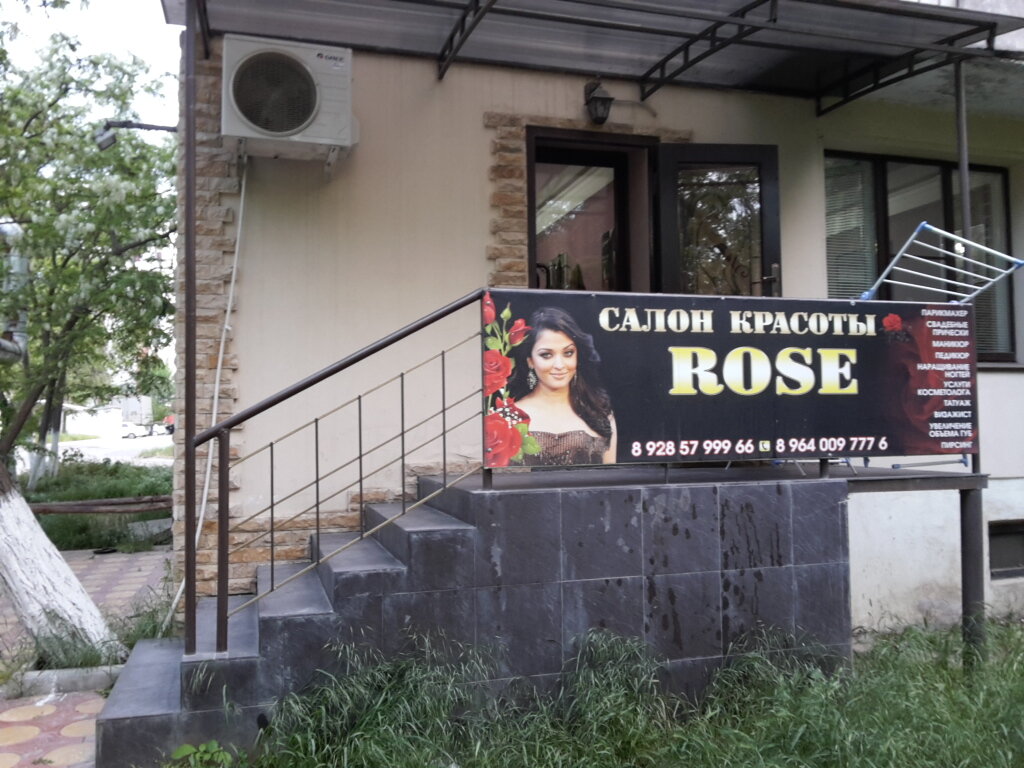 САЛОН КРАСОТЫ
ROSE
8 928 57 999 66 8 964 009 777 6
ПАРИКМАХЕР
СВАДЕБНЫЕ
ПРИЧЕСКИ
МАНИКЮР
ПЕДИКЮР
НАРАЩИВАНИЕ
НОГТЕЙ
УСЛУГИ
КОСМЕТОЛОГА
ТАТУАЖ
ВИЗАЖИСТ
УВЕЛИЧЕНИЕ
ОБЪЕМА ГУБ
ПИРСИНГ